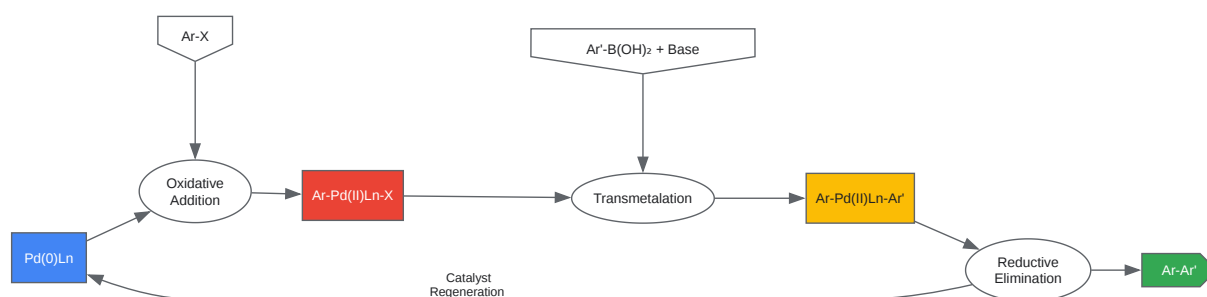 Ar-X
Ar'-B(OH)₂ + Base
Oxidative
Addition
Ar-Pd(II)Ln-X
Transmetalation
Ar-Pd(II)Ln-Ar'
Pd(0)Ln
Reductive
Elimination
Ar-Ar'
Catalyst
Regeneration